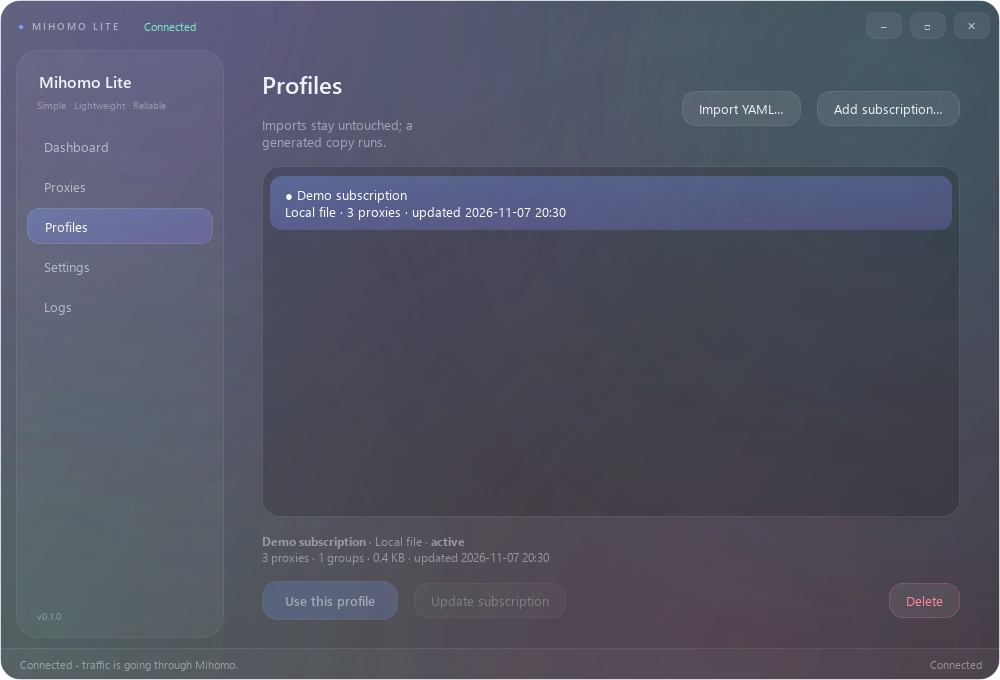 MIHOMO LITE
Connected
Mihomo Lite
Simple · Lightweight · Reliable
Dashboard
Proxies
Profiles
Settings
Logs
v0.1.0
Profiles
Imports stay untouched; a
generated copy runs.
Import YAML...
Add subscription...
● Demo subscription
Local file · 3 proxies · updated 2026-11-07 20:30
Demo subscription · Local file · active
3 proxies · 1 groups · 0.4 KB · updated 2026-11-07 20:30
Use this profile
Update subscription
Delete
Connected - traffic is going through Mihomo.
Connected